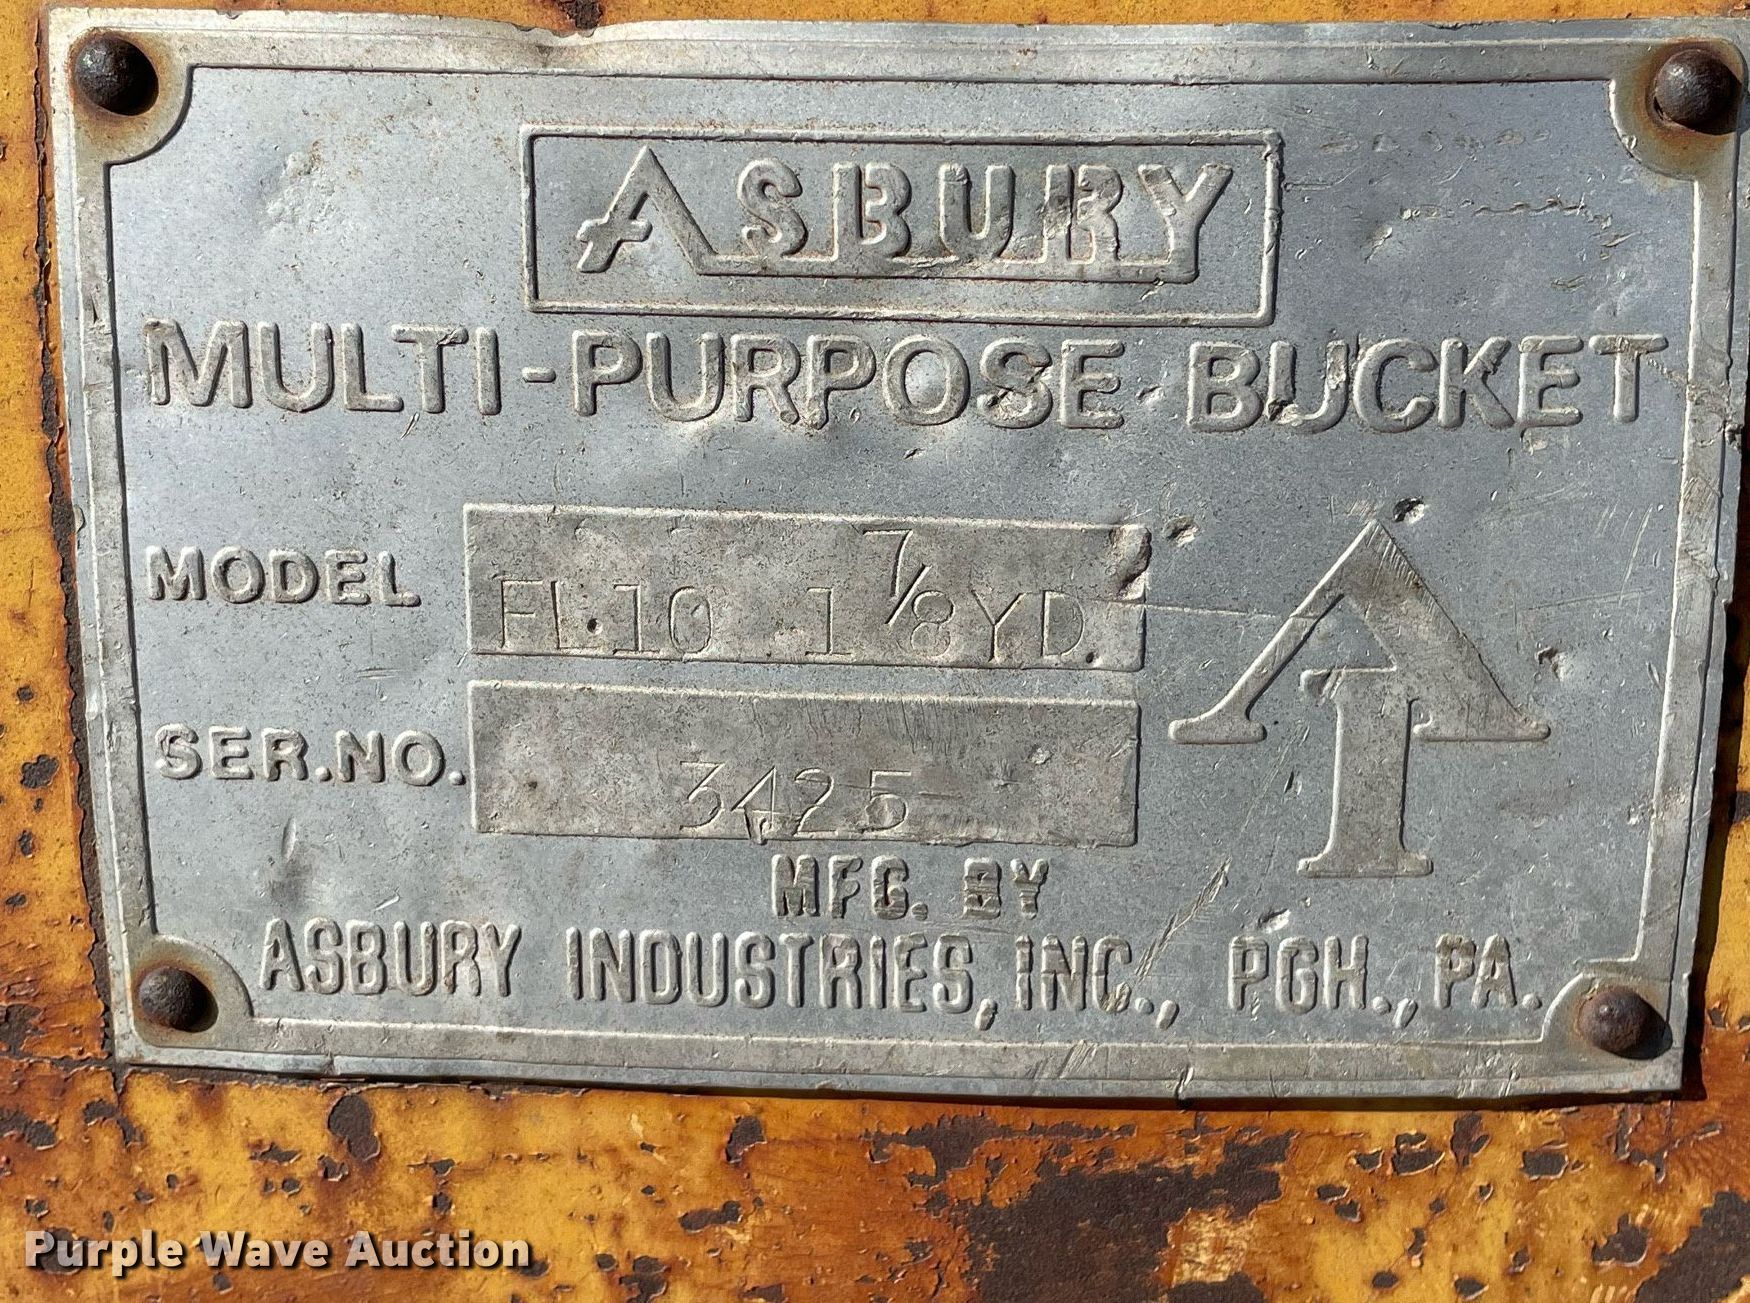 ASBURY
MULTI-PURPOSE BUCKET
MODEL FL10 1 7/8YD.
SER.NO. 3425
MFG. BY
ASBURY INDUSTRIES, INC., PGH., PA.
Purple Wave Auction